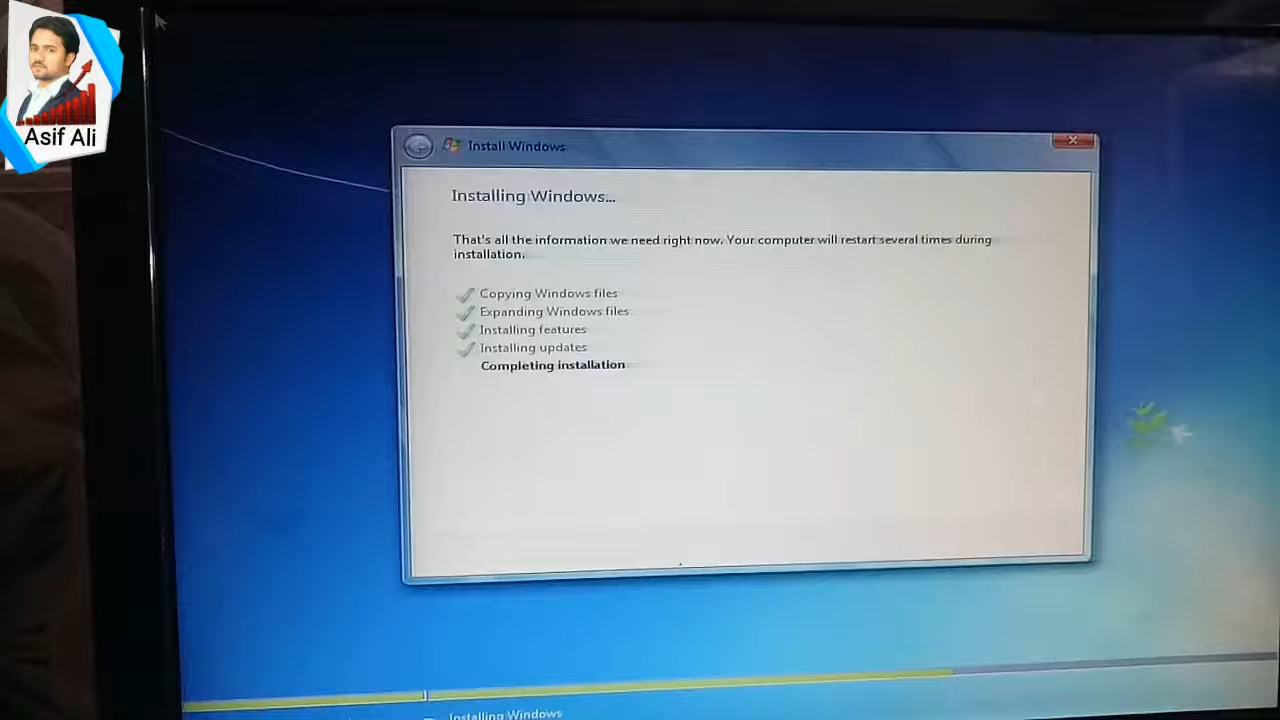 Asif Ali
Install Windows
Installing Windows...
That's all the information we need right now. Your computer will restart several times during
installation.
Copying Windows files
Expanding Windows files
Installing features
Installing updates
Completing installation
Installing Windows